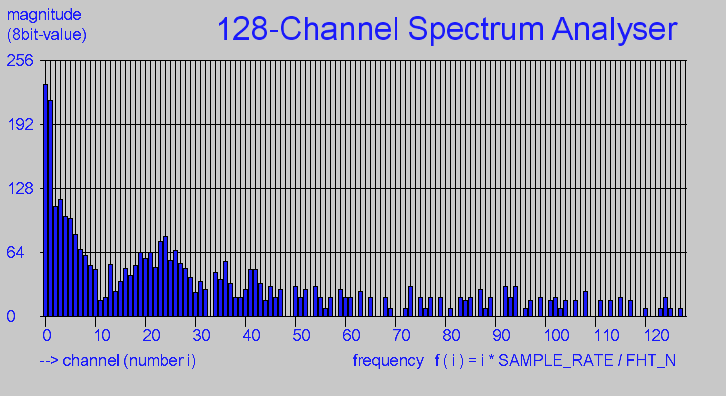 magnitude
(8bit-value)
128-Channel Spectrum Analyser
256
192
128
64
0
0 10 20 30 40 50 60 70 80 90 100 110 120
--> channel (number i)
frequency f ( i ) = i * SAMPLE_RATE / FHT_N